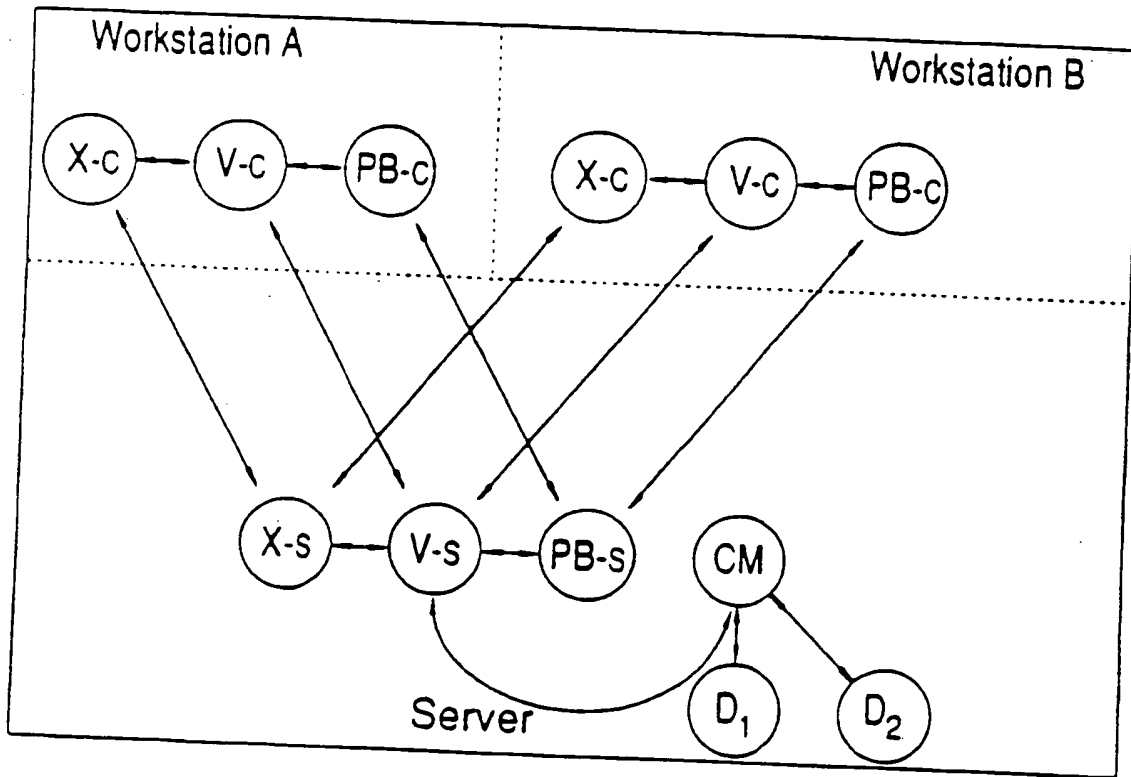 Workstation A
Workstation B
X-c
V-c
PB-c
X-c
V-c
PB-c
X-s
V-s
PB-s
CM
Server
D1
D2